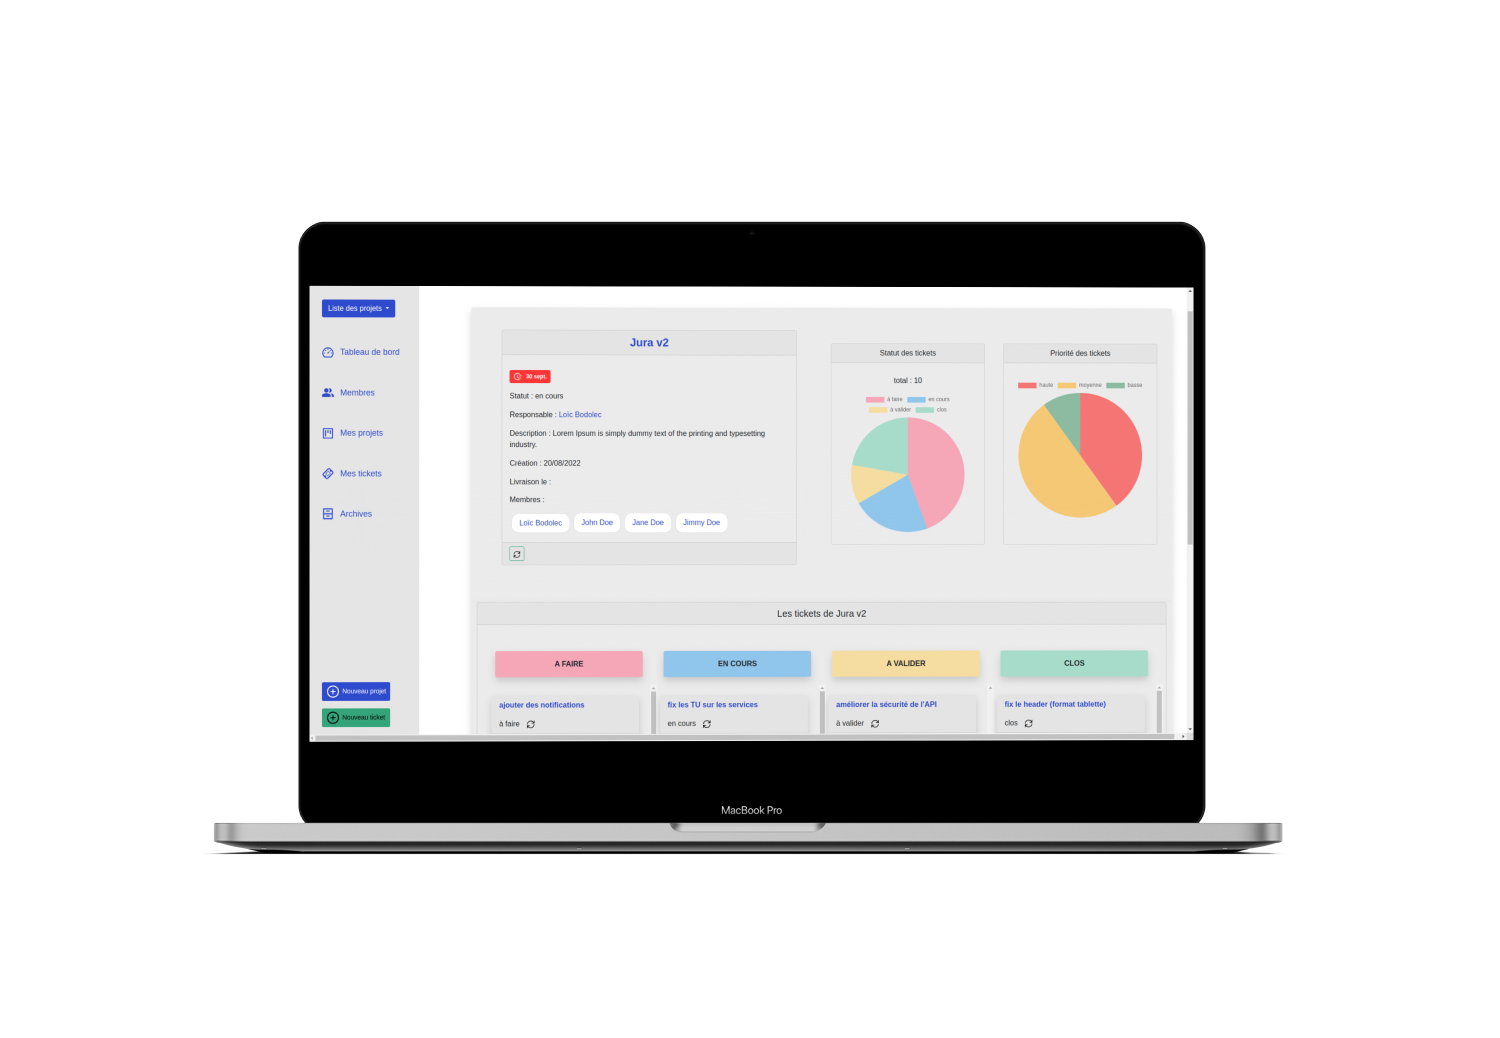 Liste des projets
Tableau de bord
Membres
Mes projets
Mes tickets
Archives
Nouveau projet
Nouveau ticket
Jura v2
30 sept.
Statut : en cours
Responsable : Loïc Bodolec
Description : Lorem Ipsum is simply dummy text of the printing and typesetting
industry.
Création : 20/08/2022
Livraison le :
Membres :
Loïc Bodolec John Doe Jane Doe Jimmy Doe
Statut des tickets
total : 10
à faire en cours
à valider clos
Priorité des tickets
haute moyenne basse
Les tickets de Jura v2
A FAIRE EN COURS A VALIDER CLOS
ajouter des notifications
à faire
fix les TU sur les services
en cours
améliorer la sécurité de l'API
à valider
fix le header (format tablette)
clos
MacBook Pro